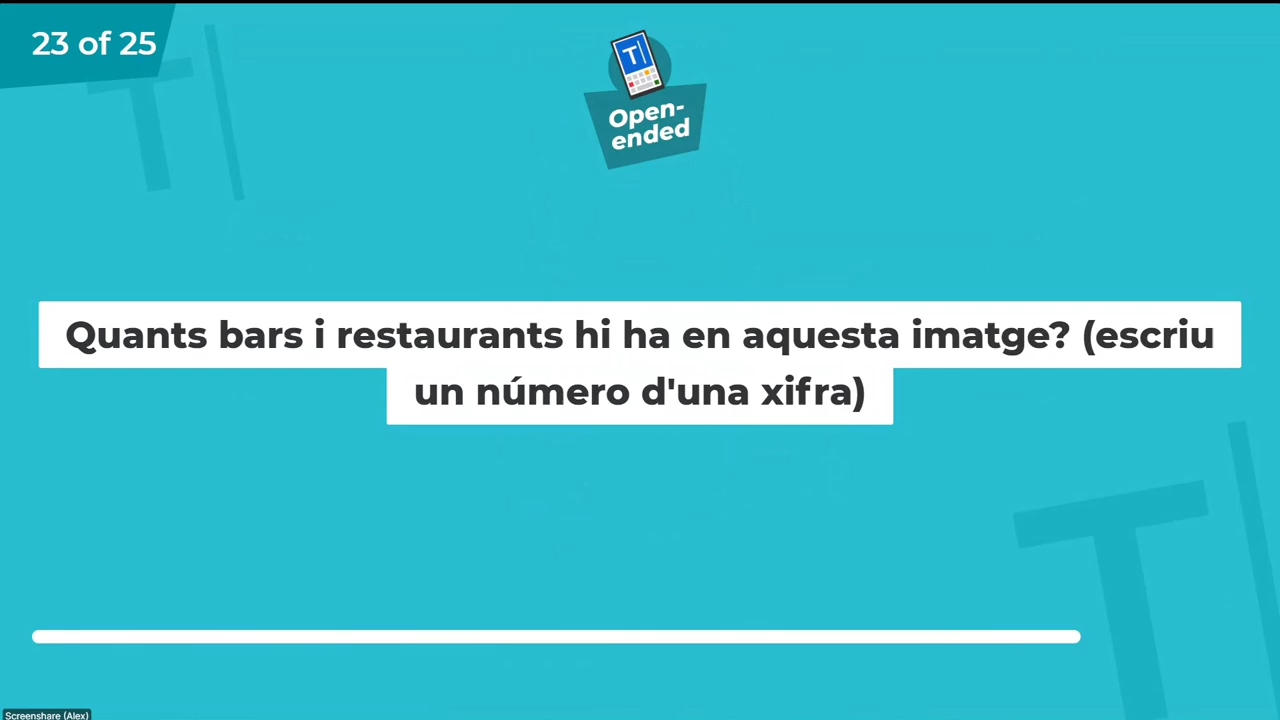 23 of 25
T|
Open-
ended
Quants bars i restaurants hi ha en aquesta imatge? (escriu
un número d'una xifra)
Screenshare (Alex)